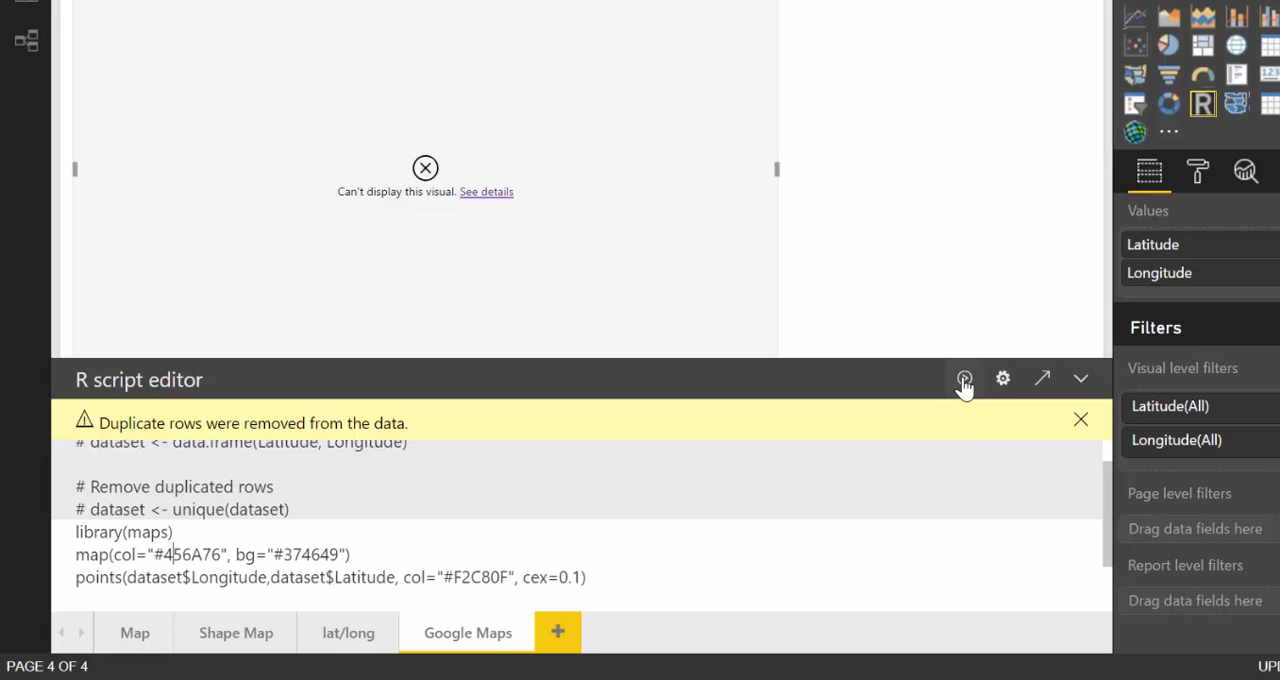 Can't display this visual. See details
R script editor
Duplicate rows were removed from the data.
# dataset <- data.frame(Latitude, Longitude)
# Remove duplicated rows
# dataset <- unique(dataset)
library(maps)
map(col="#456A76", bg="#374649")
points(dataset$Longitude,dataset$Latitude, col="#F2C80F", cex=0.1)
Map
Shape Map
lat/long
Google Maps
+
PAGE 4 OF 4
123
R
Values
Latitude
Longitude
Filters
Visual level filters
Latitude(All)
Longitude(All)
Page level filters
Drag data fields here
Report level filters
Drag data fields here